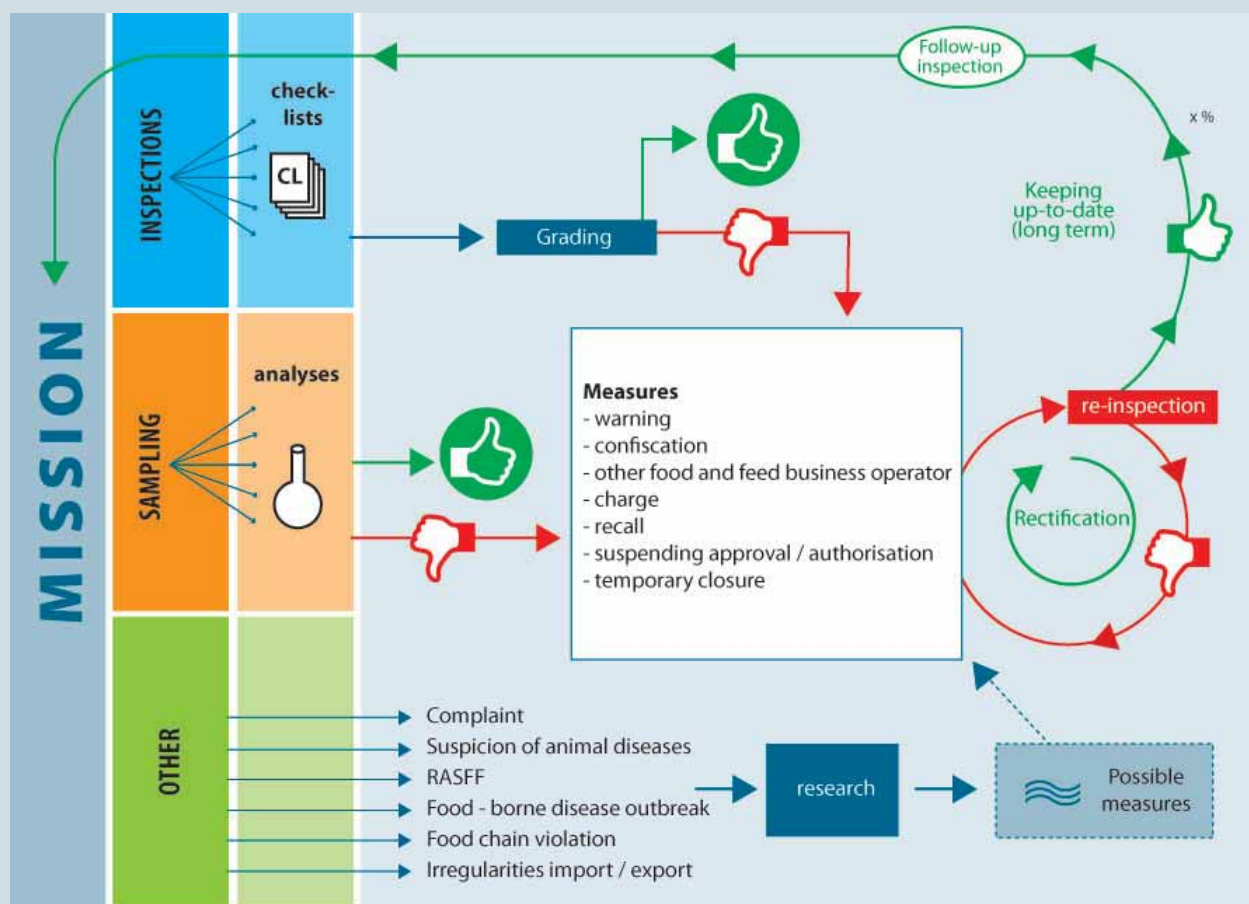 MISSION
INSPECTIONS
check-
lists
CL
Grading
Follow-up
inspection
x %
Keeping
up-to-date
(long term)
SAMPLING
analyses
Measures
- warning
- confiscation
- other food and feed business operator
- charge
- recall
- suspending approval / authorisation
- temporary closure
re-inspection
Rectification
OTHER
Complaint
Suspicion of animal diseases
RASFF
Food - borne disease outbreak
Food chain violation
Irregularities import / export
research
Possible
measures